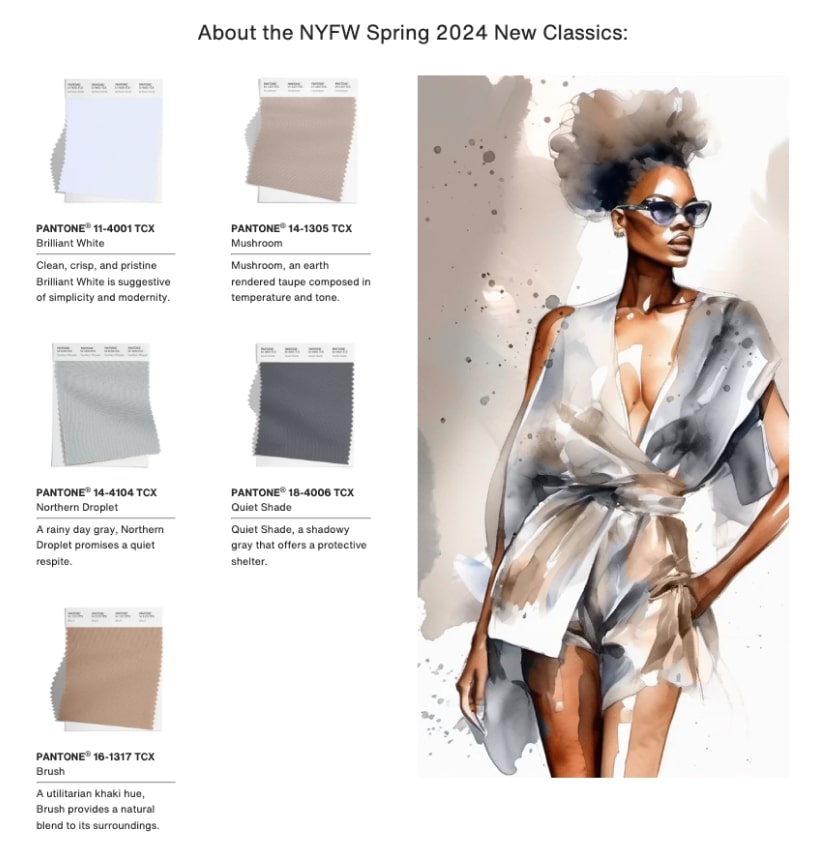 About the NYFW Spring 2024 New Classics:
PANTONE® 11-4001 TCX
Brilliant White
Clean, crisp, and pristine
Brilliant White is suggestive
of simplicity and modernity.
PANTONE® 14-1305 TCX
Mushroom
Mushroom, an earth
rendered taupe composed in
temperature and tone.
PANTONE® 14-4104 TCX
Northern Droplet
A rainy day gray, Northern
Droplet promises a quiet
respite.
PANTONE® 18-4006 TCX
Quiet Shade
Quiet Shade, a shadowy
gray that offers a protective
shelter.
PANTONE® 16-1317 TCX
Brush
A utilitarian khaki hue,
Brush provides a natural
blend to its surroundings.